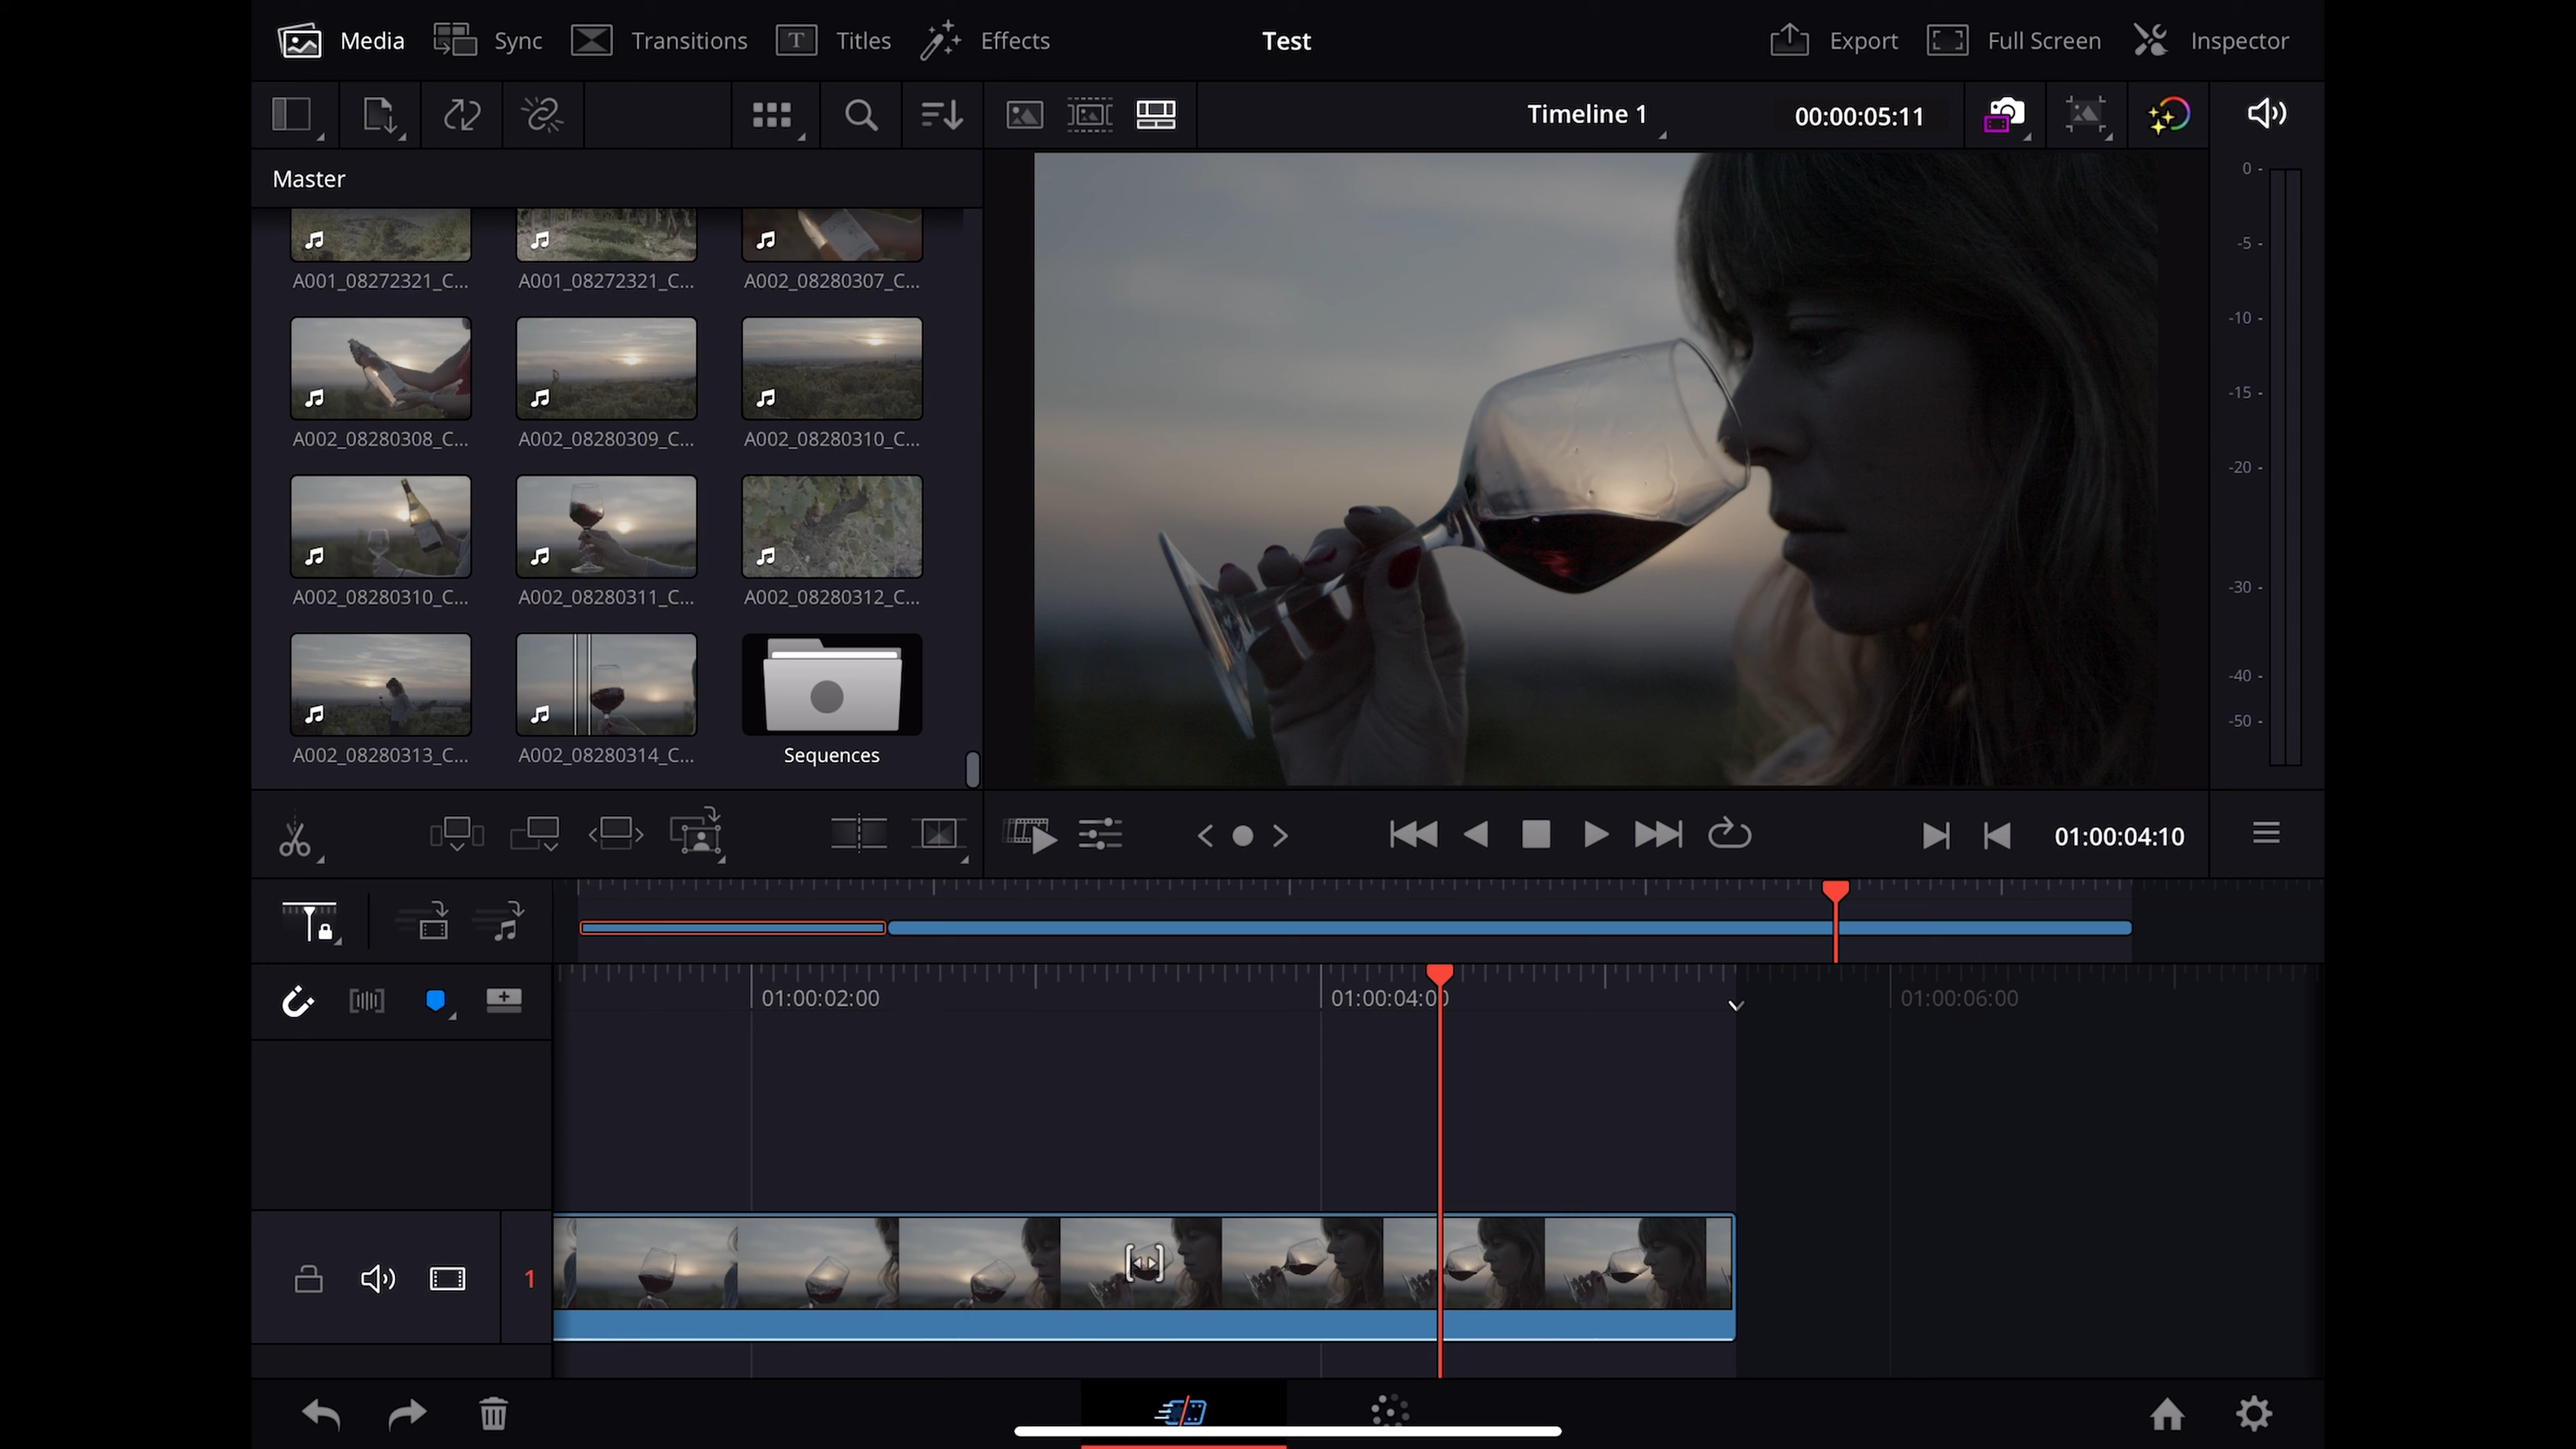 Media Sync Transitions Titles Effects Test Export Full Screen Inspector
Timeline 1 00:00:05:11
Master
A001_08272321_C... A001_08272321_C... A002_08280307_C...
A002_08280308_C... A002_08280309_C... A002_08280310_C...
A002_08280310_C... A002_08280311_C... A002_08280312_C...
A002_08280313_C... A002_08280314_C... Sequences
0 -
-5 -
-10 -
-15 -
-20 -
-30 -
-40 -
-50 -
01:00:04:10
01:00:02:00 01:00:04:00 01:00:06:00
1